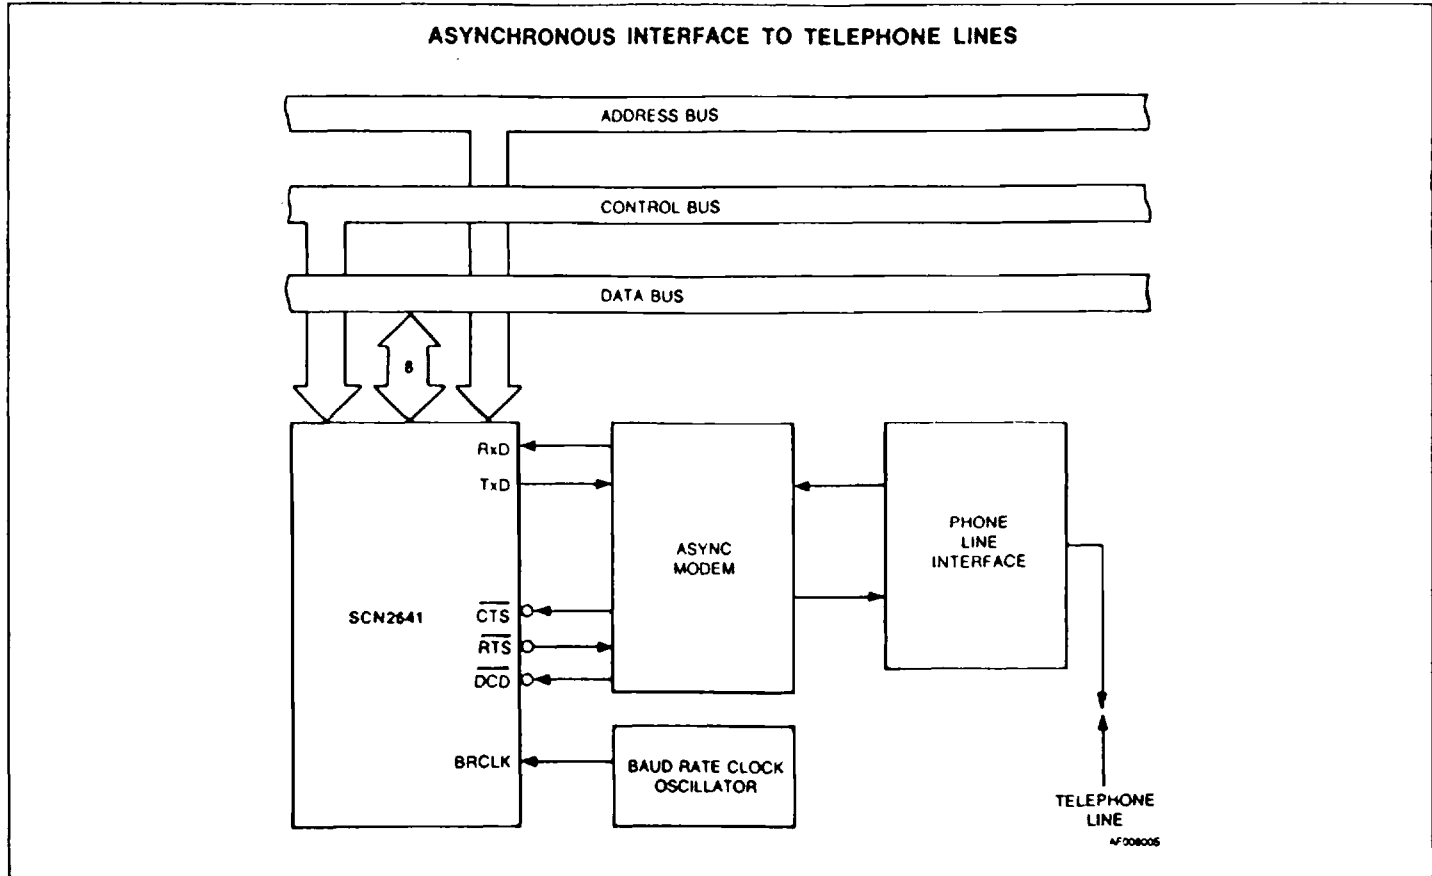 ASYNCHRONOUS INTERFACE TO TELEPHONE LINES
ADDRESS BUS
CONTROL BUS
DATA BUS
8
RxD
TxD
CTS
RTS
DCD
BRCLK
SCN2641
ASYNC
MODEM
PHONE
LINE
INTERFACE
BAUD RATE CLOCK
OSCILLATOR
TELEPHONE
LINE
AF008005